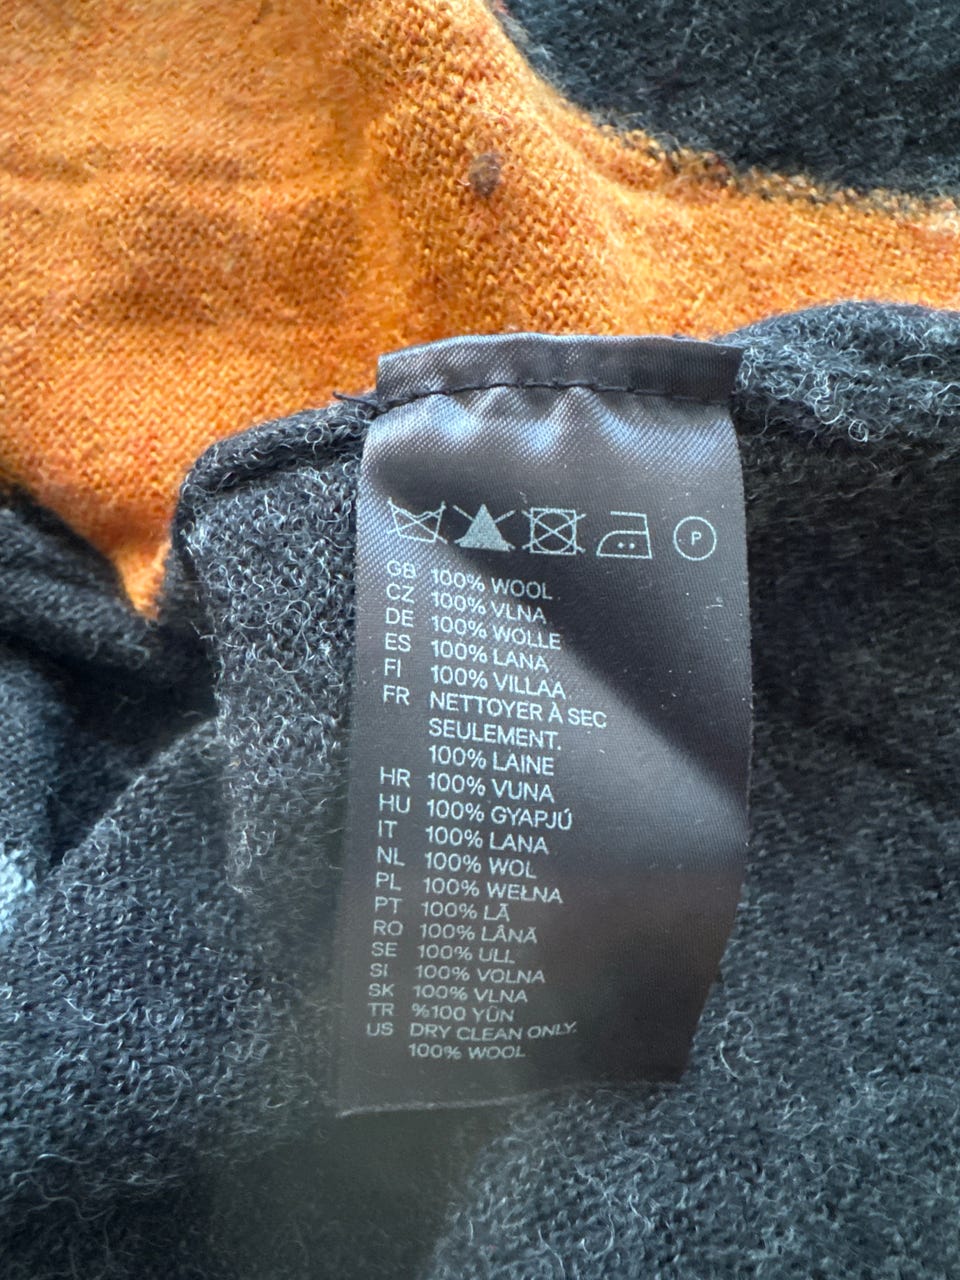 P
GB 100% WOOL
CZ 100% VLNA
DE 100% WOLLE
ES 100% LANA
FI 100% VILLAA
FR NETTOYER À SEC
SEULEMENT.
100% LAINE
HR 100% VUNA
HU 100% GYAPJÚ
IT 100% LANA
NL 100% WOL
PL 100% WEŁNA
PT 100% LÃ
RO 100% LÂNĂ
SE 100% ULL
SI 100% VOLNA
SK 100% VLNA
TR %100 YÜN
US DRY CLEAN ONLY.
100% WOOL